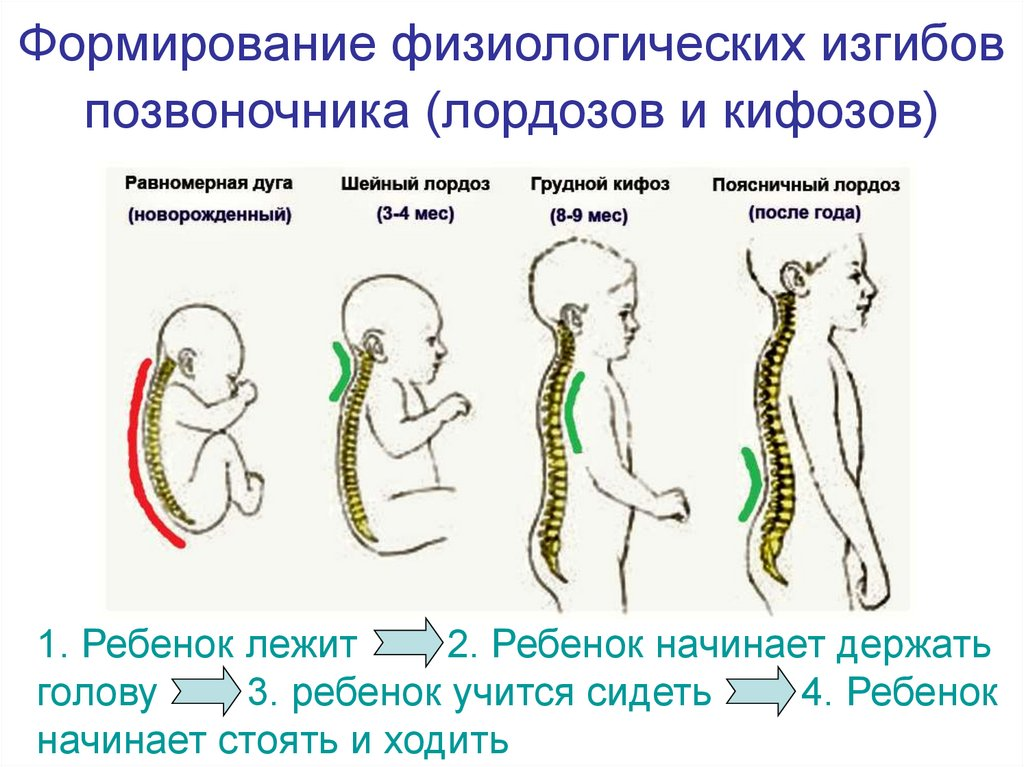 Формирование физиологических изгибов
позвоночника (лордозов и кифозов)
Равномерная дуга
(новорожденный)
Шейный лордоз
(3-4 мес)
Грудной кифоз
(8-9 мес)
Поясничный лордоз
(после года)
1. Ребенок лежит 2. Ребенок начинает держать
голову 3. ребенок учится сидеть 4. Ребенок
начинает стоять и ходить